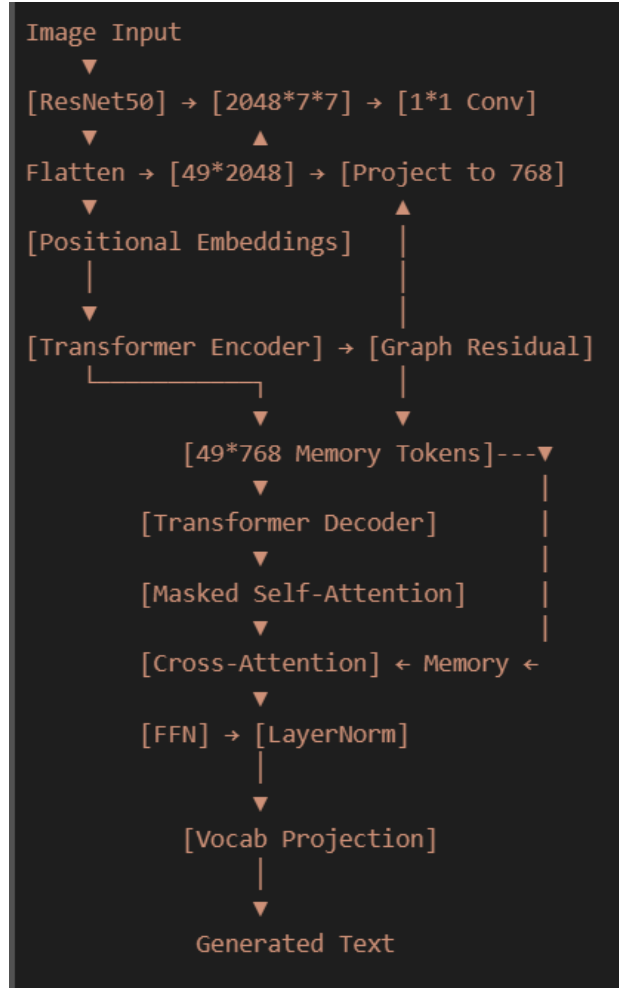 Image Input
▼
[ResNet50] → [2048*7*7] → [1*1 Conv]
▼ ▲
Flatten → [49*2048] → [Project to 768]
▼ ▲
[Positional Embeddings]
▼
[Transformer Encoder] → [Graph Residual]
▼ ▼
[49*768 Memory Tokens]---▼
▼
[Transformer Decoder]
▼
[Masked Self-Attention]
▼
[Cross-Attention] ← Memory ←
▼
[FFN] → [LayerNorm]
▼
[Vocab Projection]
▼
Generated Text